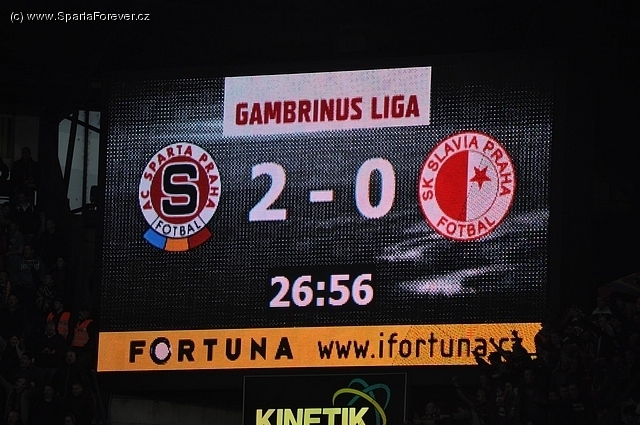 (c) www.SpartaForever.cz
GAMBRINUS LIGA
AC SPARTA PRAHA
S
FOTBAL
2 - 0
SK SLAVIA PRAHA
FOTBAL
26:56
FORTUNA www.ifortuna.cz
KINETIK